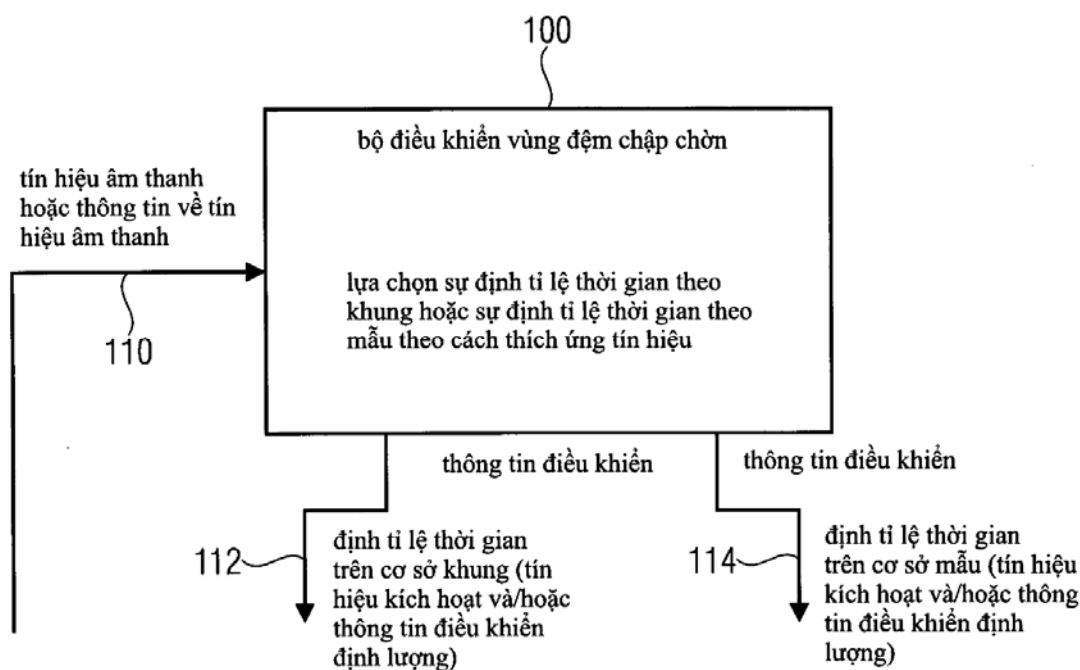 100
bộ điều khiển vùng đệm chập chờn
tín hiệu âm thanh
hoặc thông tin về tín
hiệu âm thanh
lựa chọn sự định tỉ lệ thời gian theo
khung hoặc sự định tỉ lệ thời gian theo
mẫu theo cách thích ứng tín hiệu
110
thông tin điều khiển
thông tin điều khiển
112
định tỉ lệ thời gian
trên cơ sở khung (tín
hiệu kích hoạt và/hoặc
thông tin điều khiển
định lượng)
114
định tỉ lệ thời gian
trên cơ sở mẫu (tín hiệu
kích hoạt và/hoặc thông
tin điều khiển định
lượng)